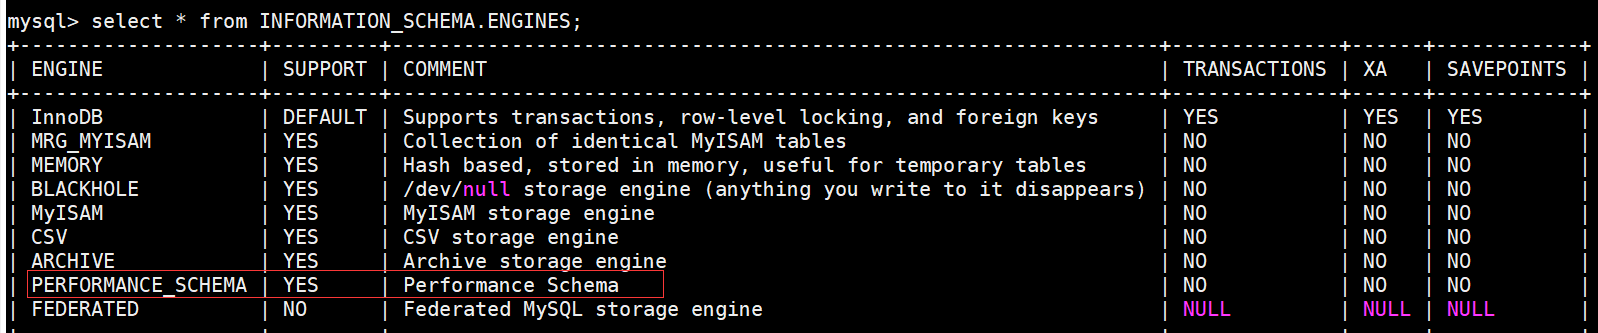 mysql> select * from INFORMATION_SCHEMA.ENGINES;
+--------------------+---------+----------------------------------------------------------------+--------------+------+------------+
| ENGINE             | SUPPORT | COMMENT                                                        | TRANSACTIONS | XA   | SAVEPOINTS |
+--------------------+---------+----------------------------------------------------------------+--------------+------+------------+
| InnoDB             | DEFAULT | Supports transactions, row-level locking, and foreign keys     | YES          | YES  | YES        |
| MRG_MYISAM         | YES     | Collection of identical MyISAM tables                          | NO           | NO   | NO         |
| MEMORY             | YES     | Hash based, stored in memory, useful for temporary tables      | NO           | NO   | NO         |
| BLACKHOLE          | YES     | /dev/null storage engine (anything you write to it disappears) | NO           | NO   | NO         |
| MyISAM             | YES     | MyISAM storage engine                                          | NO           | NO   | NO         |
| CSV                | YES     | CSV storage engine                                             | NO           | NO   | NO         |
| ARCHIVE            | YES     | Archive storage engine                                         | NO           | NO   | NO         |
| PERFORMANCE_SCHEMA | YES     | Performance Schema                                             | NO           | NO   | NO         |
| FEDERATED          | NO      | Federated MySQL storage engine                                 | NULL         | NULL | NULL       |